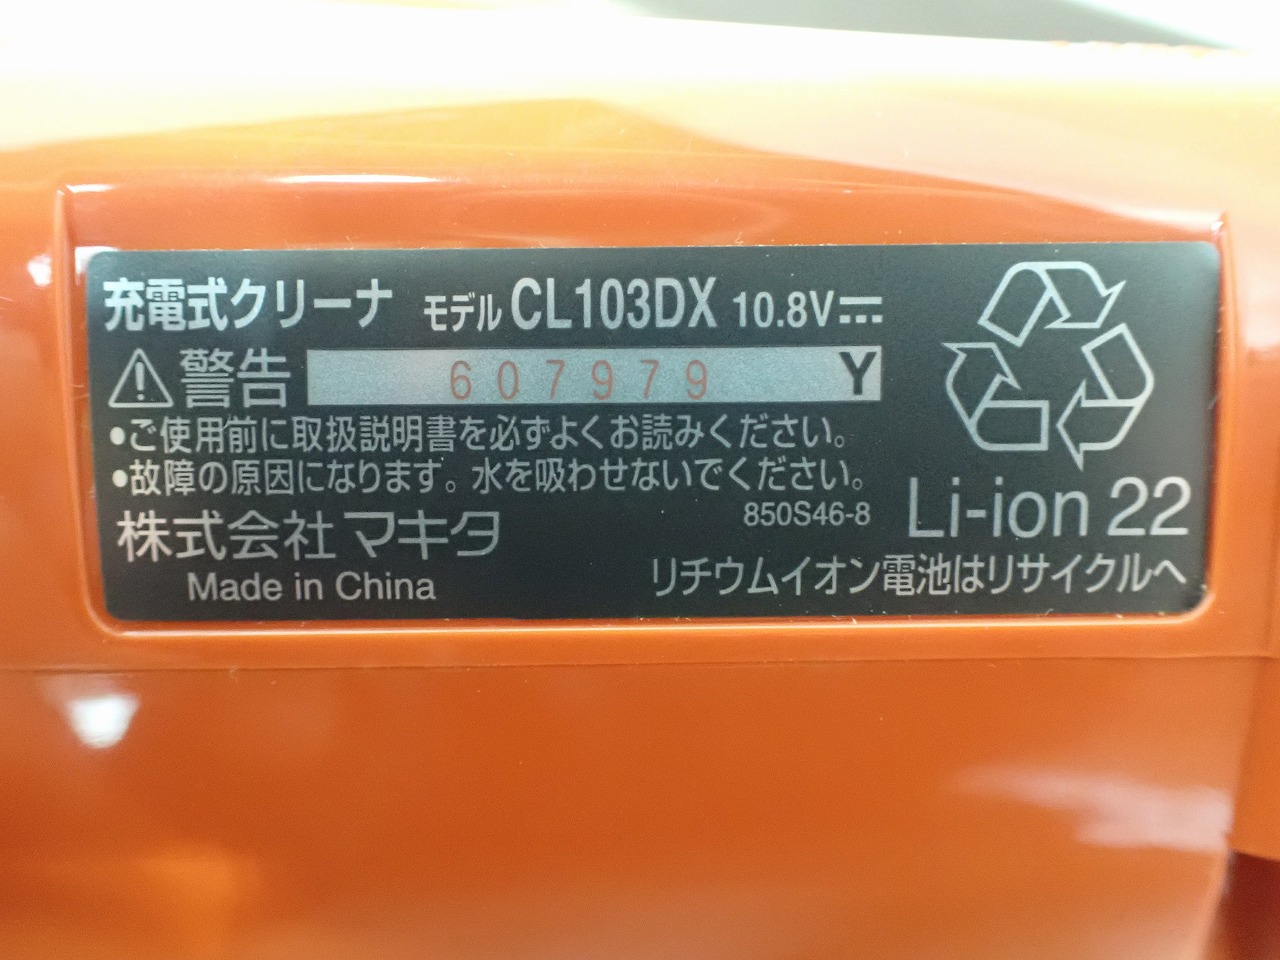 充電式クリーナ モデル CL103DX 10.8V⎓
警告 607979 Y
•ご使用前に取扱説明書を必ずよくお読みください。
•故障の原因になります。水を吸わせないでください。
850S46-8
株式会社マキタ
Made in China
Li-ion 22
リチウムイオン電池はリサイクルへ